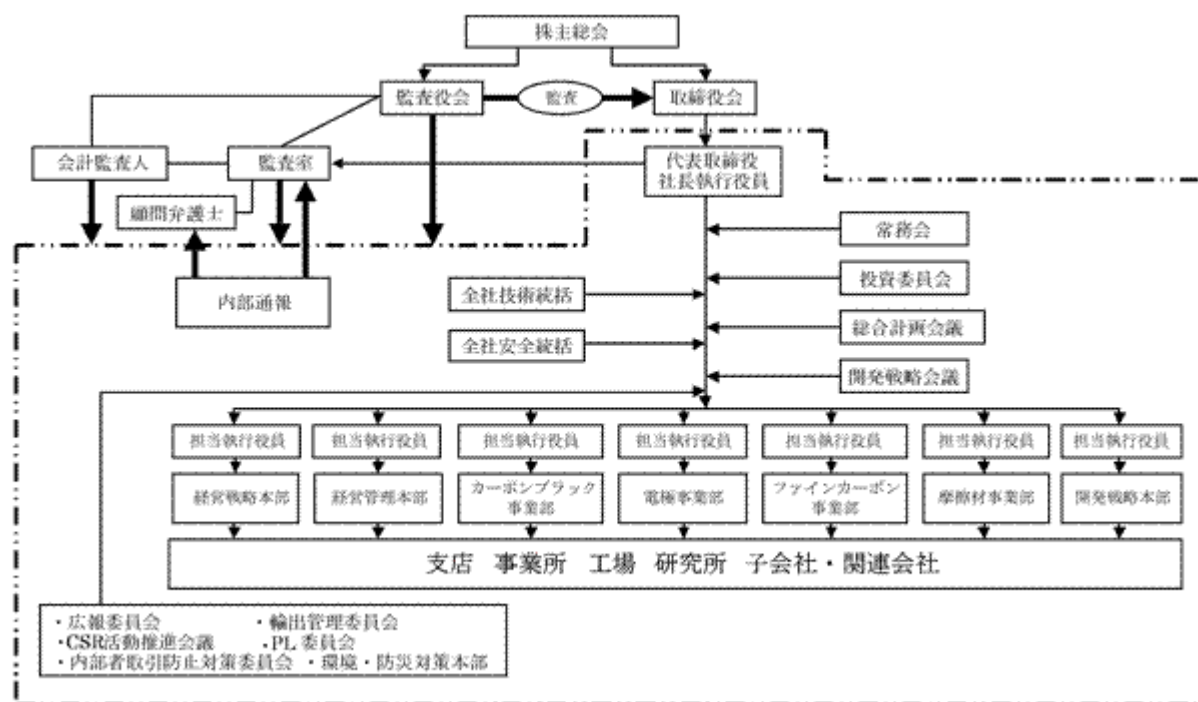 株主総会
監査役会
監査
取締役会
会計監査人
監査室
代表取締役
社長執行役員
顧問弁護士
内部通報
常務会
投資委員会
全社技術統括
総合計画会議
全社安全統括
開発戦略会議
担当執行役員
担当執行役員
担当執行役員
担当執行役員
担当執行役員
担当執行役員
担当執行役員
経営戦略本部
経営管理本部
カーボンブラック
事業部
電極事業部
ファインカーボン
事業部
摩擦材事業部
開発戦略本部
支店 事業所 工場 研究所 子会社・関連会社
・広報委員会 ・輸出管理委員会
・CSR活動推進会議 ・PL委員会
・内部者取引防止対策委員会 ・環境・防災対策本部